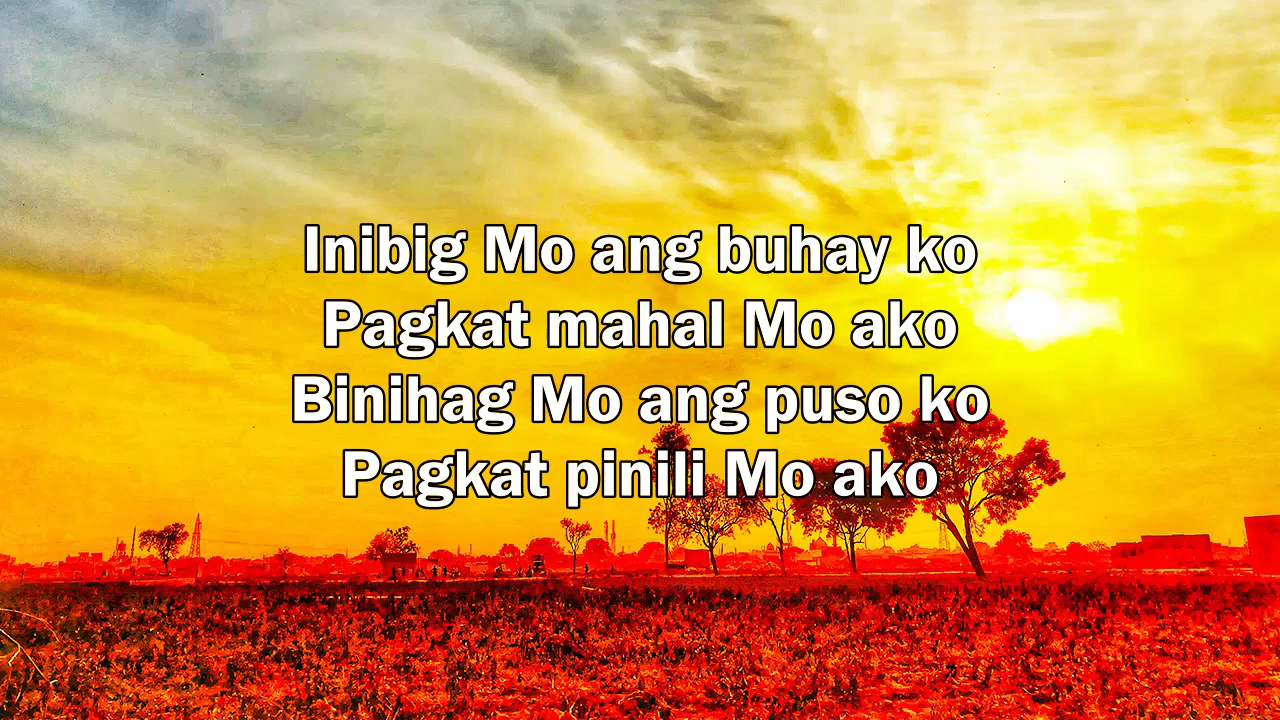 Inibig Mo ang buhay ko
Pagkat mahal Mo ako
Binihag Mo ang puso ko
Pagkat pinili Mo ako